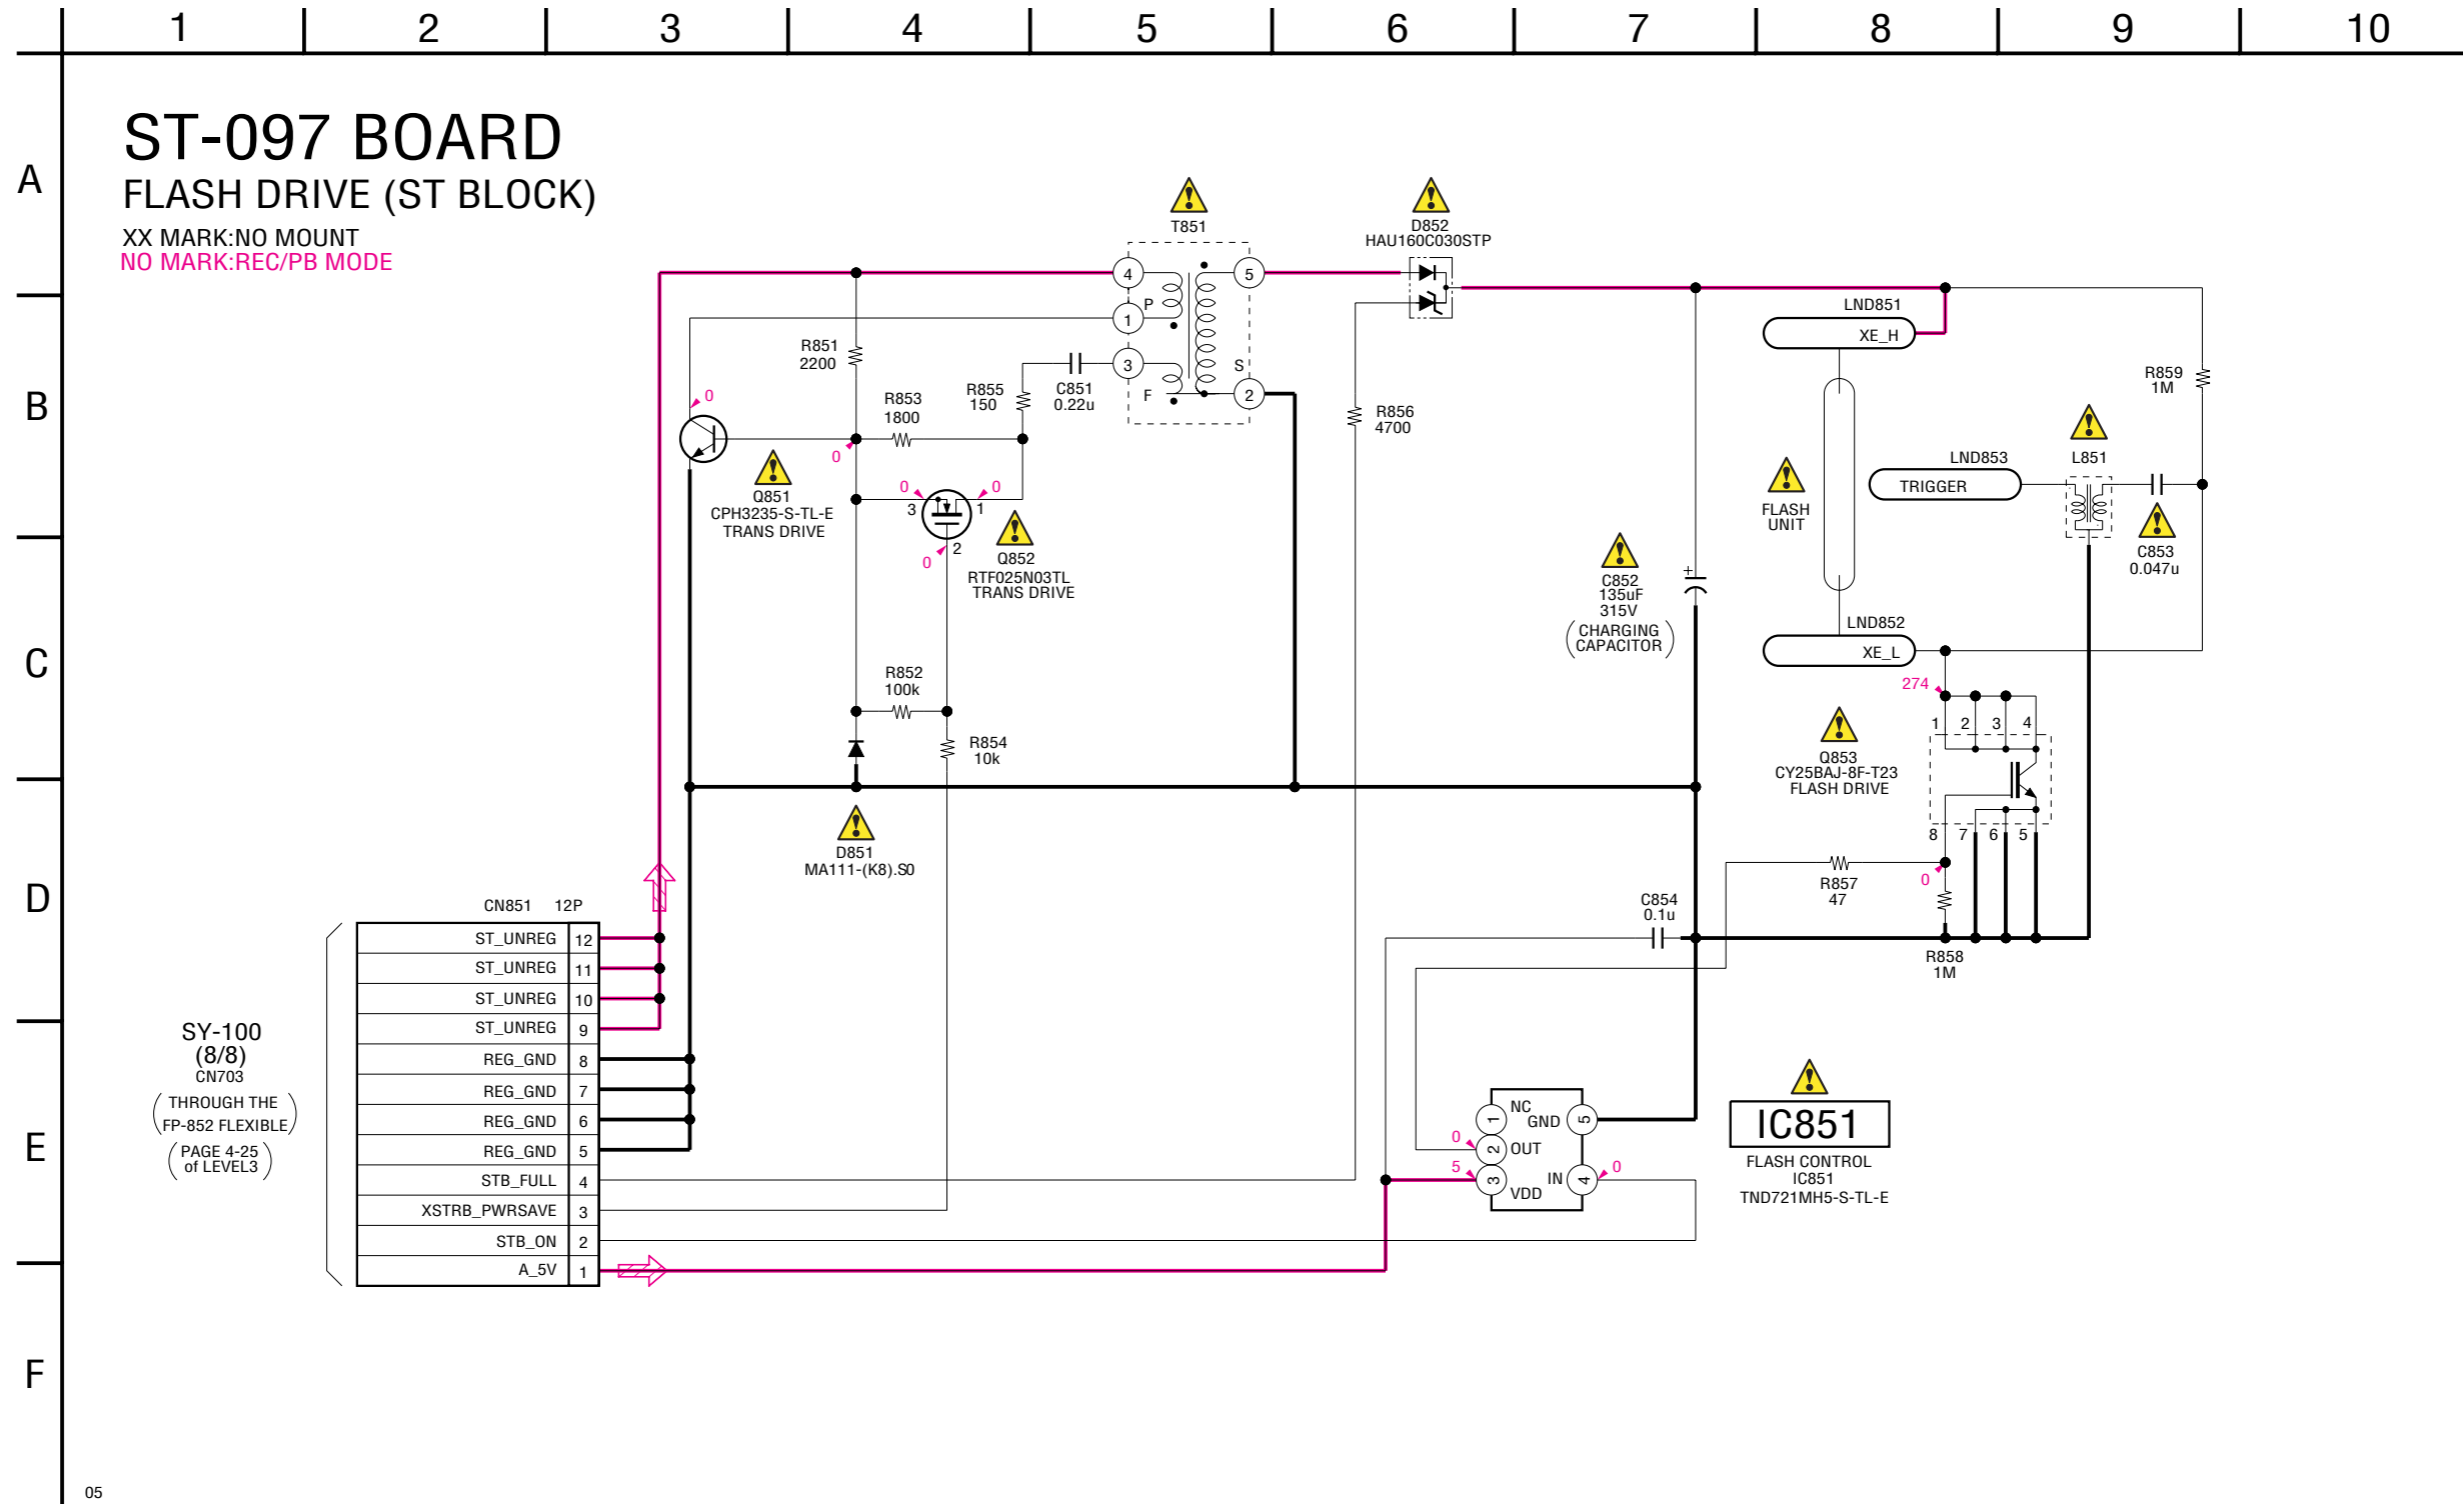 1 2 3 4 5 6 7 8 9 10
A
B
C
D
E
F
ST-097 BOARD
FLASH DRIVE (ST BLOCK)
XX MARK:NO MOUNT
NO MARK:REC/PB MODE
T851
4
P
1
3
F
5
S
2
D852
HAU160C030STP
R851
2200
R853
1800
R855
150
C851
0.22u
0
0
Q851
CPH3235-S-TL-E
TRANS DRIVE
0
0
3
1
2
0
Q852
RTF025N03TL
TRANS DRIVE
R856
4700
R852
100k
R854
10k
D851
MA111-(K8).S0
C852
135uF
315V
(CHARGING
CAPACITOR)
+
LND851
XE_H
FLASH
UNIT
LND853
TRIGGER
L851
R859
1M
C853
0.047u
LND852
XE_L
274
1 2 3 4
Q853
CY25BAJ-8F-T23
FLASH DRIVE
8 7 6 5
0
R857
47
R858
1M
C854
0.1u
CN851 12P
ST_UNREG 12
ST_UNREG 11
ST_UNREG 10
ST_UNREG 9
REG_GND 8
REG_GND 7
REG_GND 6
REG_GND 5
STB_FULL 4
XSTRB_PWRSAVE 3
STB_ON 2
A_5V 1
SY-100
(8/8)
CN703
(THROUGH THE
FP-852 FLEXIBLE)
(PAGE 4-25
of LEVEL3)
1 NC
GND 5
0
2 OUT
5
3 VDD
IN 4
0
IC851
FLASH CONTROL
IC851
TND721MH5-S-TL-E
05